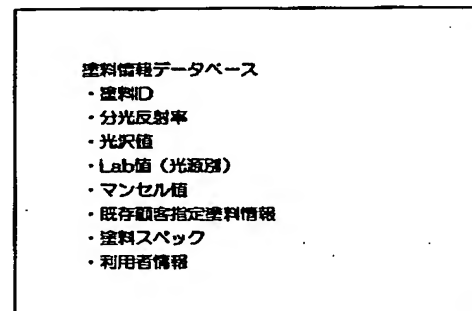 塗料情報データベース
・塗料ID
・分光反射率
・光沢値
・Lab値（光源別）
・マンセル値
・既存顧客指定塗料情報
・塗料スペック
・利用者情報